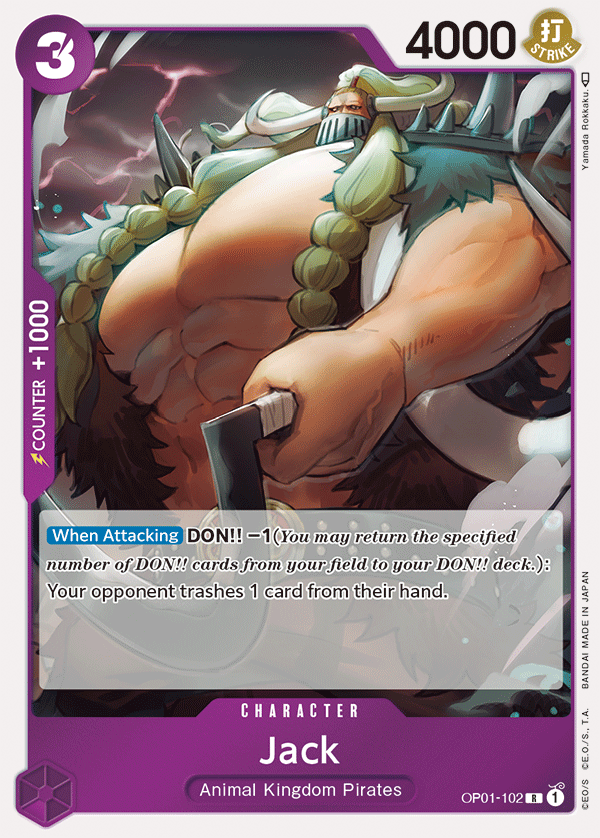 3
4000
打
STRIKE
Yamada Rokkaku.
COUNTER +1000
When Attacking DON!! −1(You may return the specified
number of DON!! cards from your field to your DON!! deck.):
Your opponent trashes 1 card from their hand.
CHARACTER
Jack
Animal Kingdom Pirates
OP01-102 R 1
©EO/S ©E.O./S., T.A. BANDAI MADE IN JAPAN